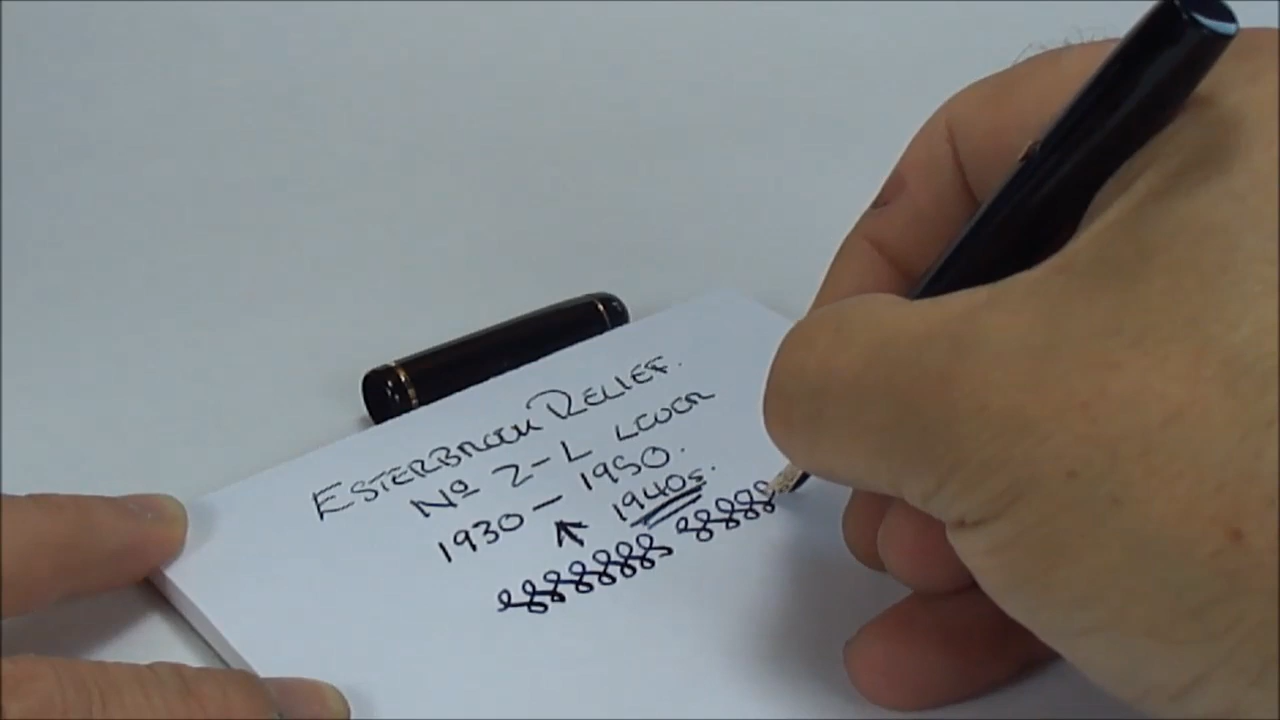 ESTERBROOK RELIEF.
Nº 2-L LEVER
1930 — 1950.
↑ 1940s.